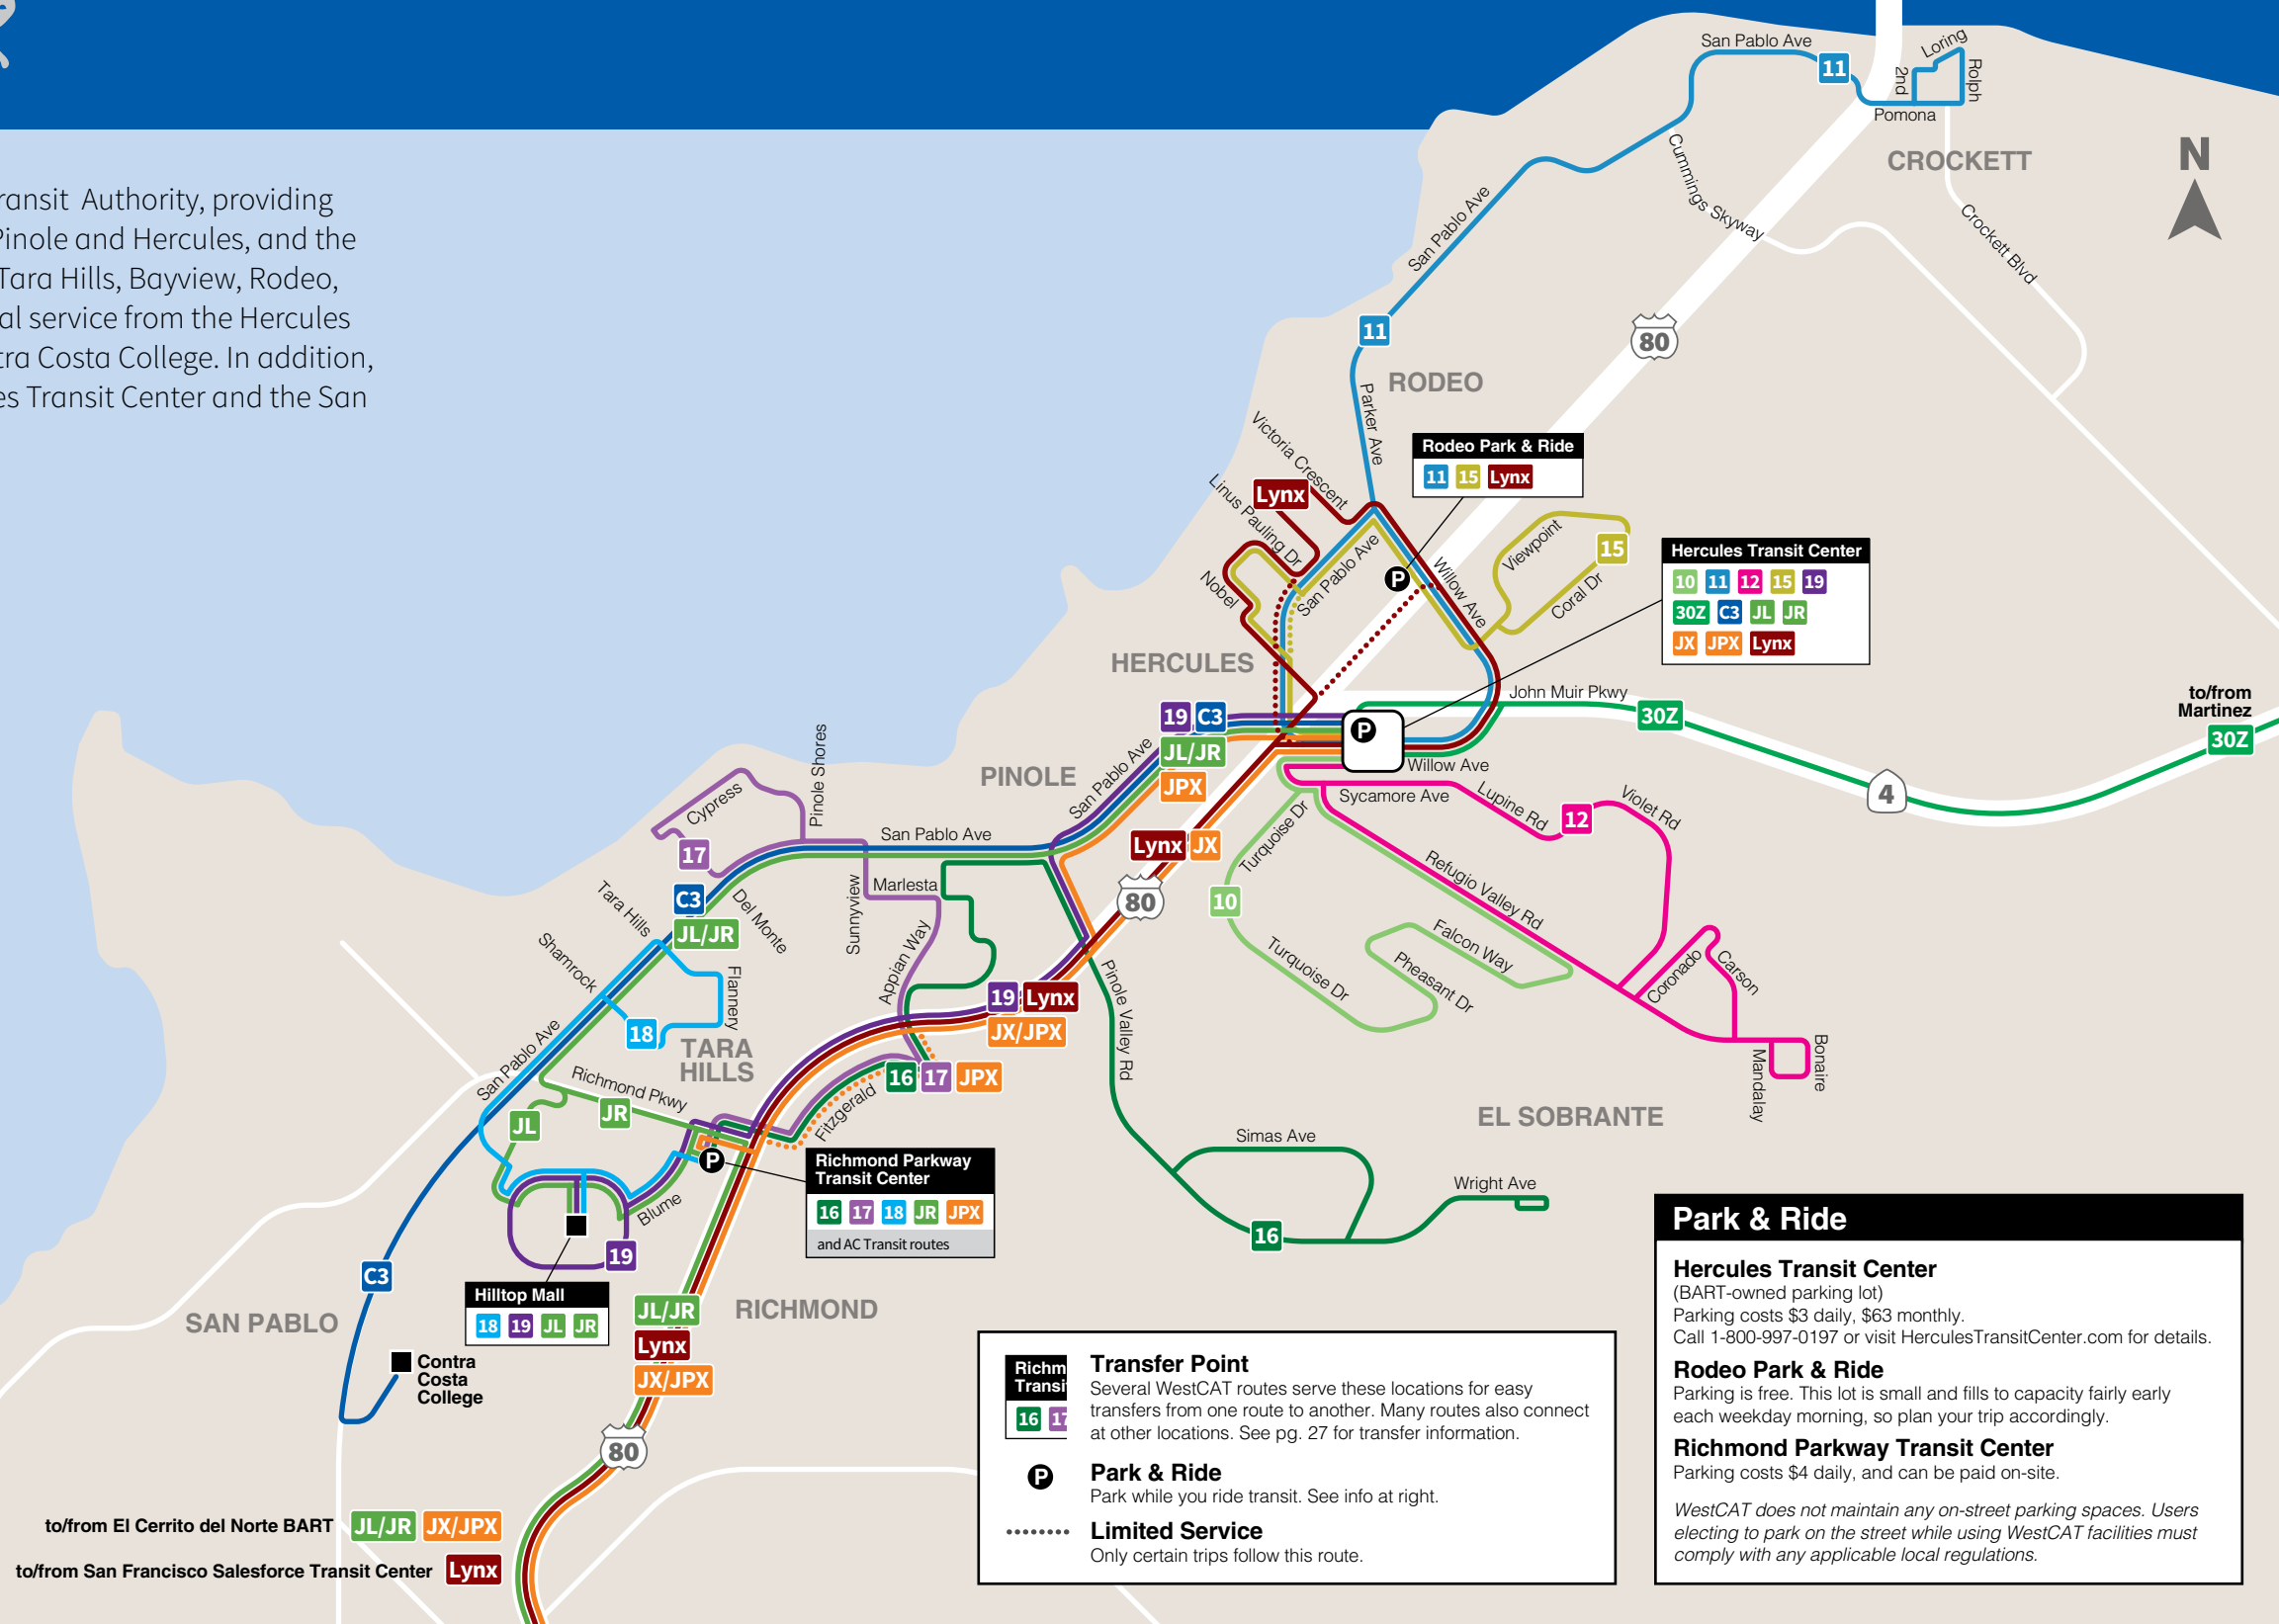 ransit Authority, providing
Pinole and Hercules, and the
Tara Hills, Bayview, Rodeo,
al service from the Hercules
tra Costa College. In addition,
es Transit Center and the San
San Pablo Ave
11
Loring
2nd
Rolph
Pomona
CROCKETT
N
Cummings Skyway
Crockett Blvd
San Pablo Ave
80
11
RODEO
Parker Ave
Victoria Crescent
Rodeo Park & Ride
11 15 Lynx
Lynx
Linus Pauling Dr
San Pablo Ave
P
Willow Ave
Viewpoint
15
Coral Dr
Nobel
Hercules Transit Center
10 11 12 15 19
30Z C3 JL JR
JX JPX Lynx
HERCULES
John Muir Pkwy
30Z
to/from
Martinez
30Z
4
19 C3
JL/JR
JPX
P
Willow Ave
Sycamore Ave
Lupine Rd
12
Violet Rd
PINOLE
San Pablo Ave
Pinole Shores
Cypress
17
San Pablo Ave
Lynx JX
80
Turquoise Dr
10
Refugio Valley Rd
Turquoise Dr
Falcon Way
Pheasant Dr
Coronado
Carson
Mandalay
Bonaire
Marlesta
Sunnyview
Appian Way
C3
JL/JR
Del Monte
Tara Hills
Shamrock
Flannery
18
TARA
HILLS
19 Lynx
JX/JPX
Pinole Valley Rd
16 17 JPX
Fitzgerald
San Pablo Ave
Richmond Pkwy
JR
JL
P
Blume
19
Richmond Parkway
Transit Center
16 17 18 JR JPX
and AC Transit routes
EL SOBRANTE
Simas Ave
Wright Ave
16
C3
SAN PABLO
Hilltop Mall
18 19 JL JR
RICHMOND
JL/JR
Lynx
JX/JPX
Contra
Costa
College
80
to/from El Cerrito del Norte BART JL/JR JX/JPX
to/from San Francisco Salesforce Transit Center Lynx
Richm
Transi
16 17
Transfer Point
Several WestCAT routes serve these locations for easy
transfers from one route to another. Many routes also connect
at other locations. See pg. 27 for transfer information.
P
Park & Ride
Park while you ride transit. See info at right.
Limited Service
Only certain trips follow this route.
Park & Ride
Hercules Transit Center
(BART-owned parking lot)
Parking costs $3 daily, $63 monthly.
Call 1-800-997-0197 or visit HerculesTransitCenter.com for details.
Rodeo Park & Ride
Parking is free. This lot is small and fills to capacity fairly early
each weekday morning, so plan your trip accordingly.
Richmond Parkway Transit Center
Parking costs $4 daily, and can be paid on-site.
WestCAT does not maintain any on-street parking spaces. Users
electing to park on the street while using WestCAT facilities must
comply with any applicable local regulations.